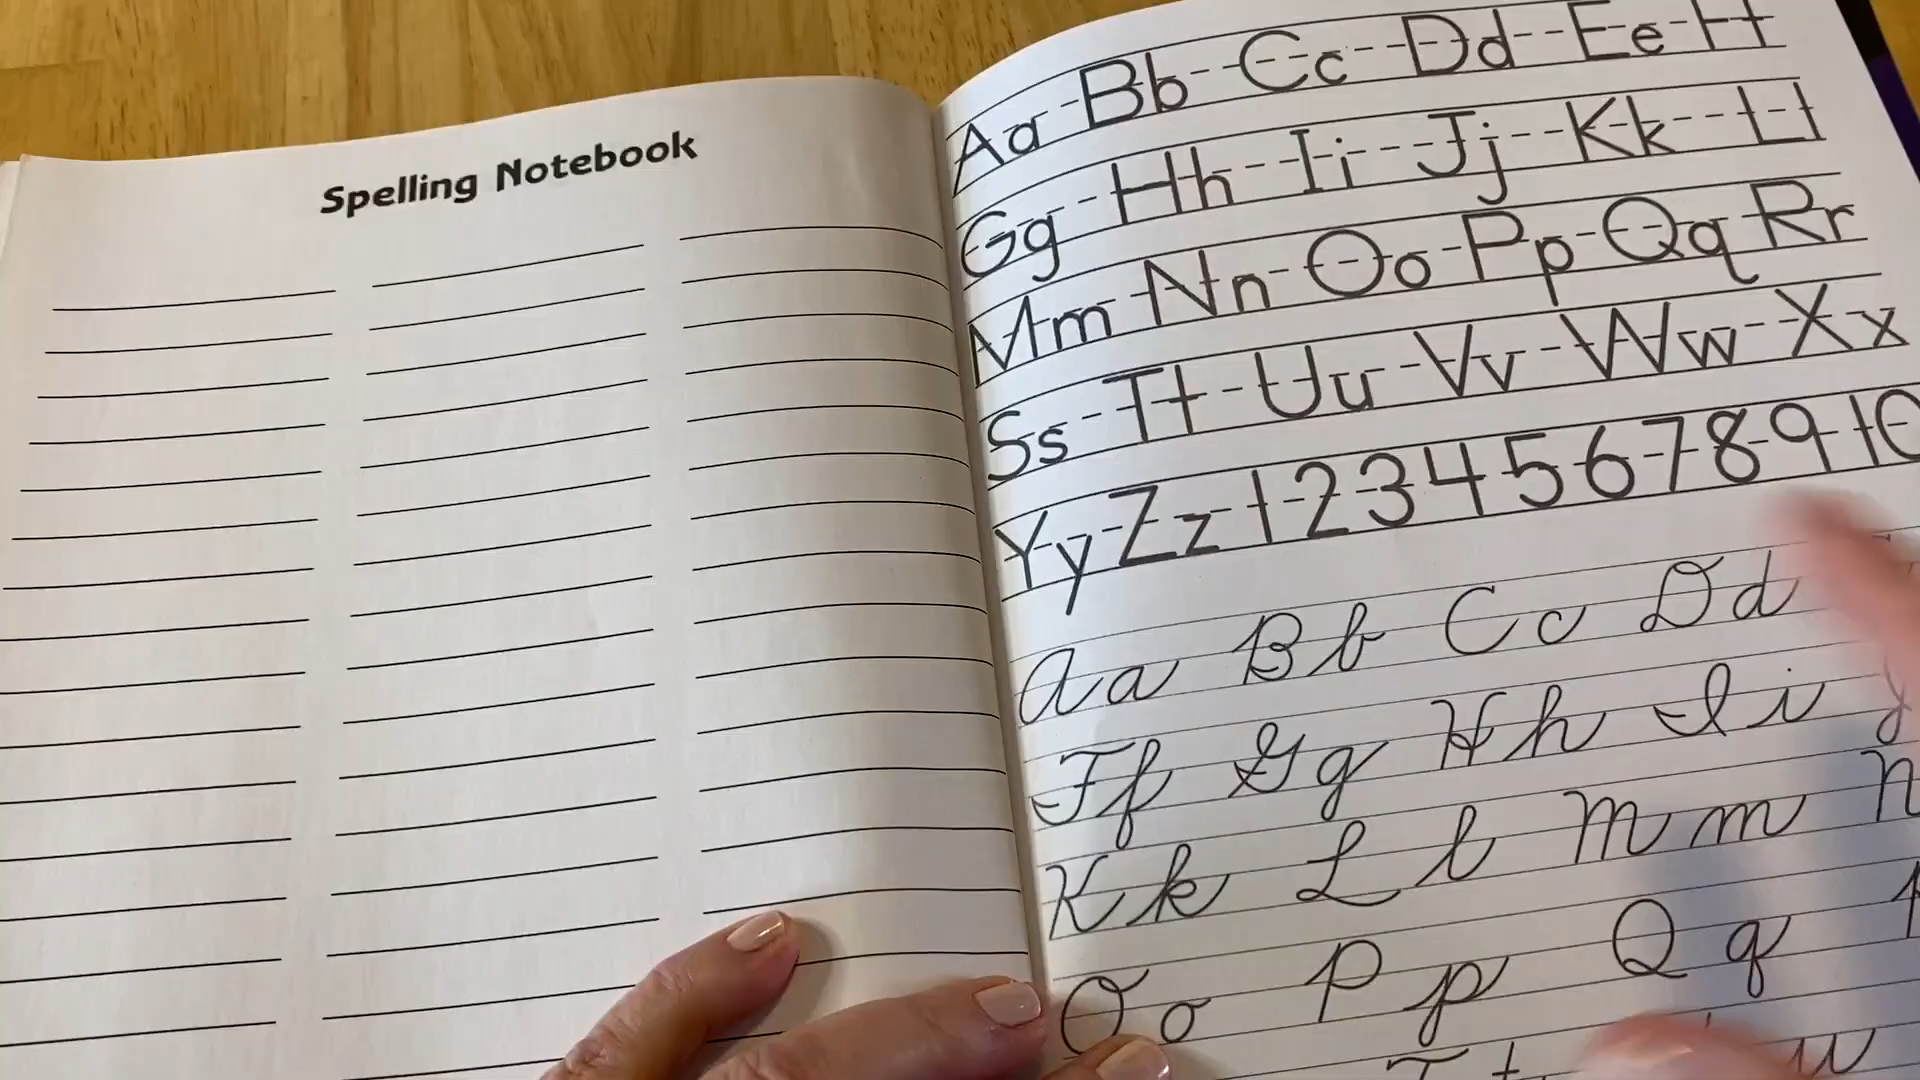 Spelling Notebook
Aa Bb Cc Dd Ee Ff
Gg Hh Ii Jj Kk Ll
Mm Nn Oo Pp Qq Rr
Ss Tt Uu Vv Ww Xx
Yy Zz 1 2 3 4 5 6 7 8 9 10
Aa Bb Cc Dd
Ff Gg Hh Ii
Kk Ll Mm N
Oo Pp Qq